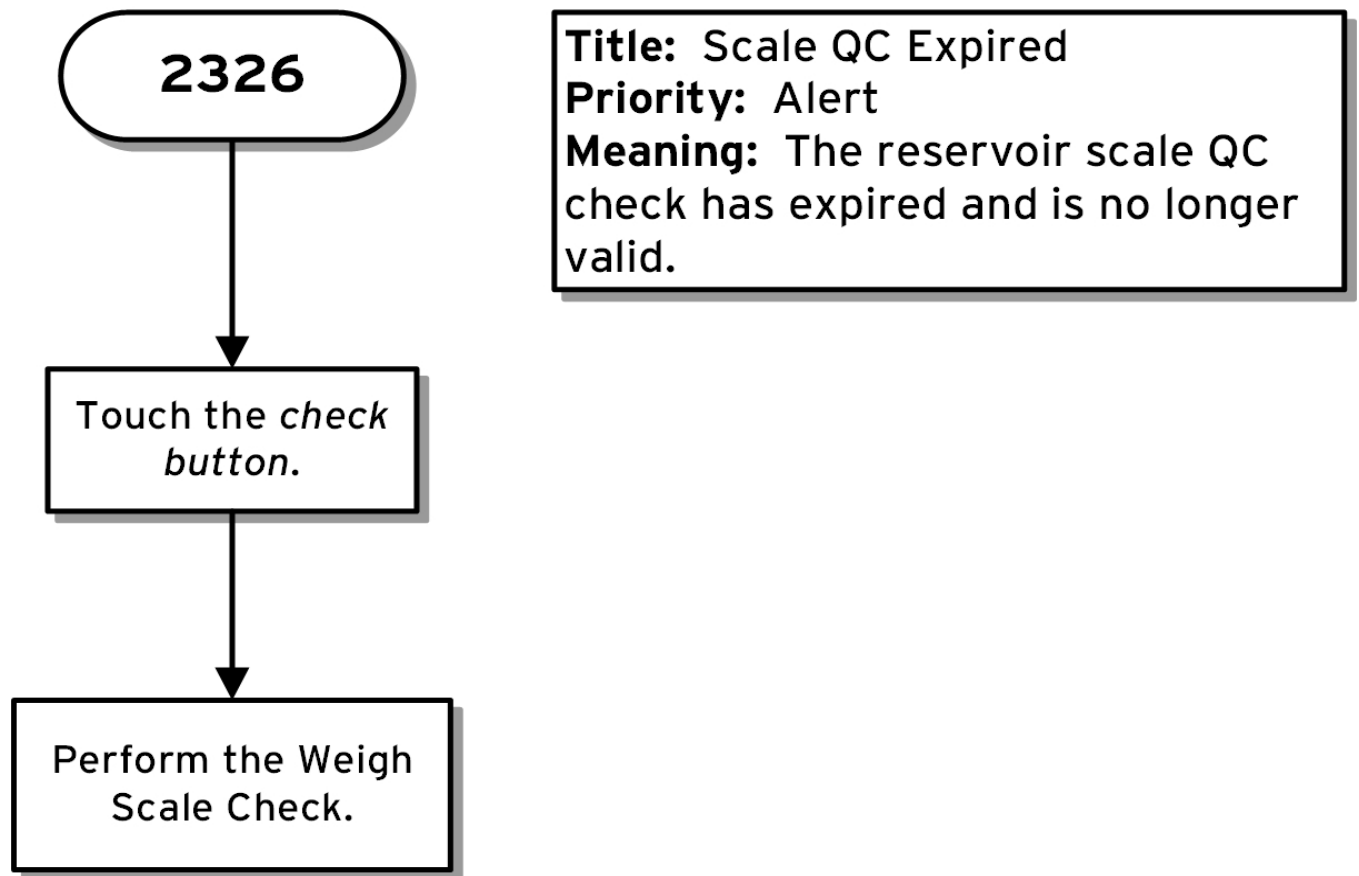 2326
Title: Scale QC Expired
Priority: Alert
Meaning: The reservoir scale QC
check has expired and is no longer
valid.
Touch the check
button.
Perform the Weigh
Scale Check.